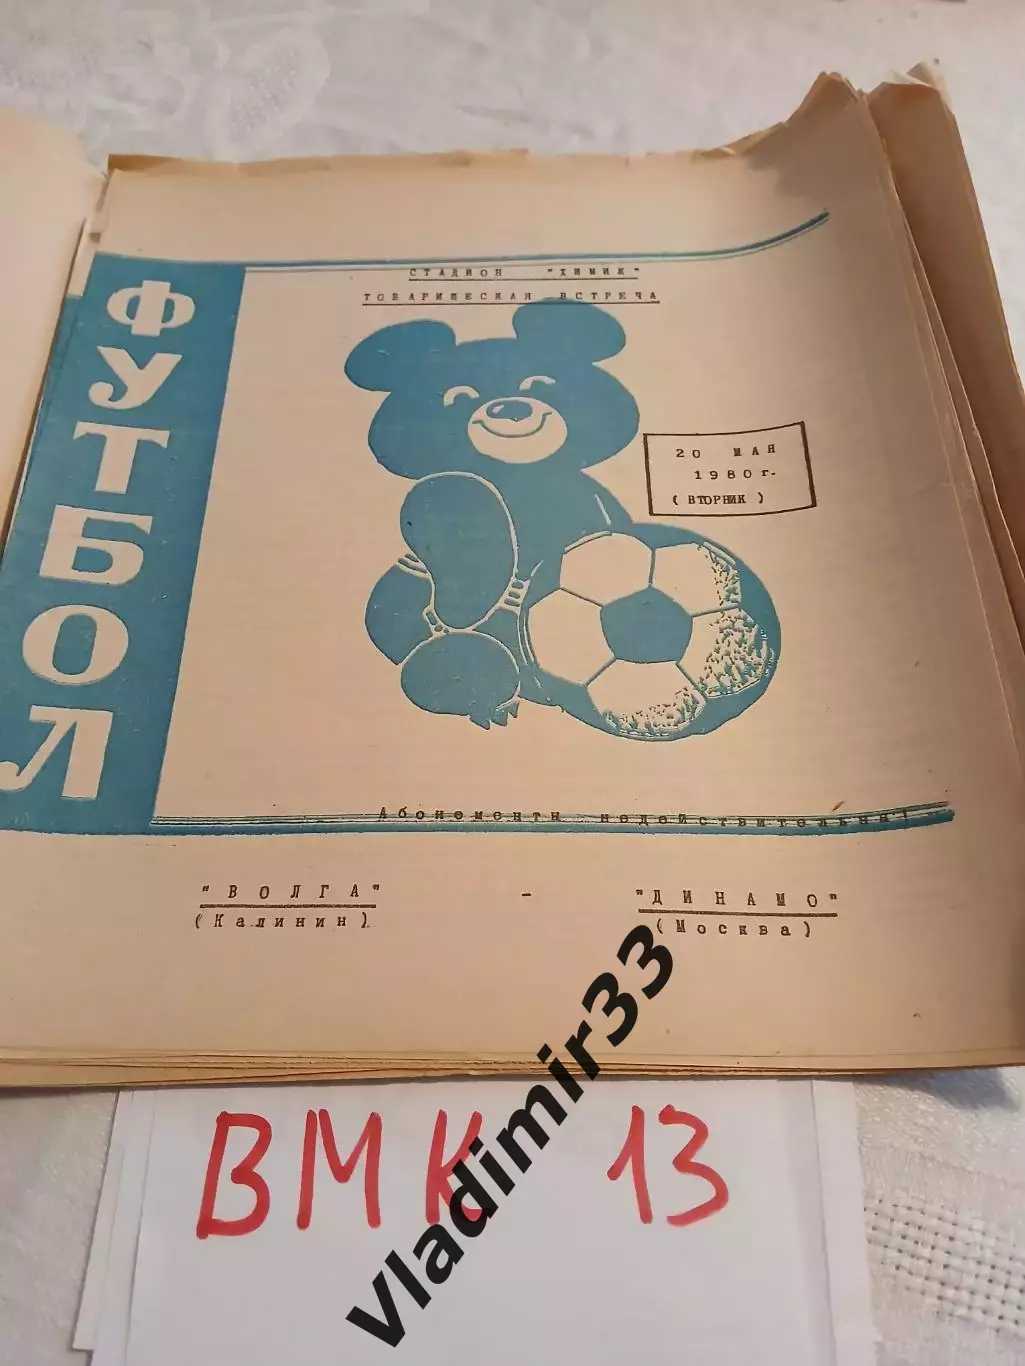 ФУТБОЛ
СТАДИОН "ХИМИК"
ТОВАРИЩЕСКАЯ ВСТРЕЧА
20 МАЯ
1980 г.
(ВТОРНИК)
Абонементы недействительны!
"ВОЛГА" - "ДИНАМО"
(Калинин) (Москва)
ВМК 13
Vladimir33